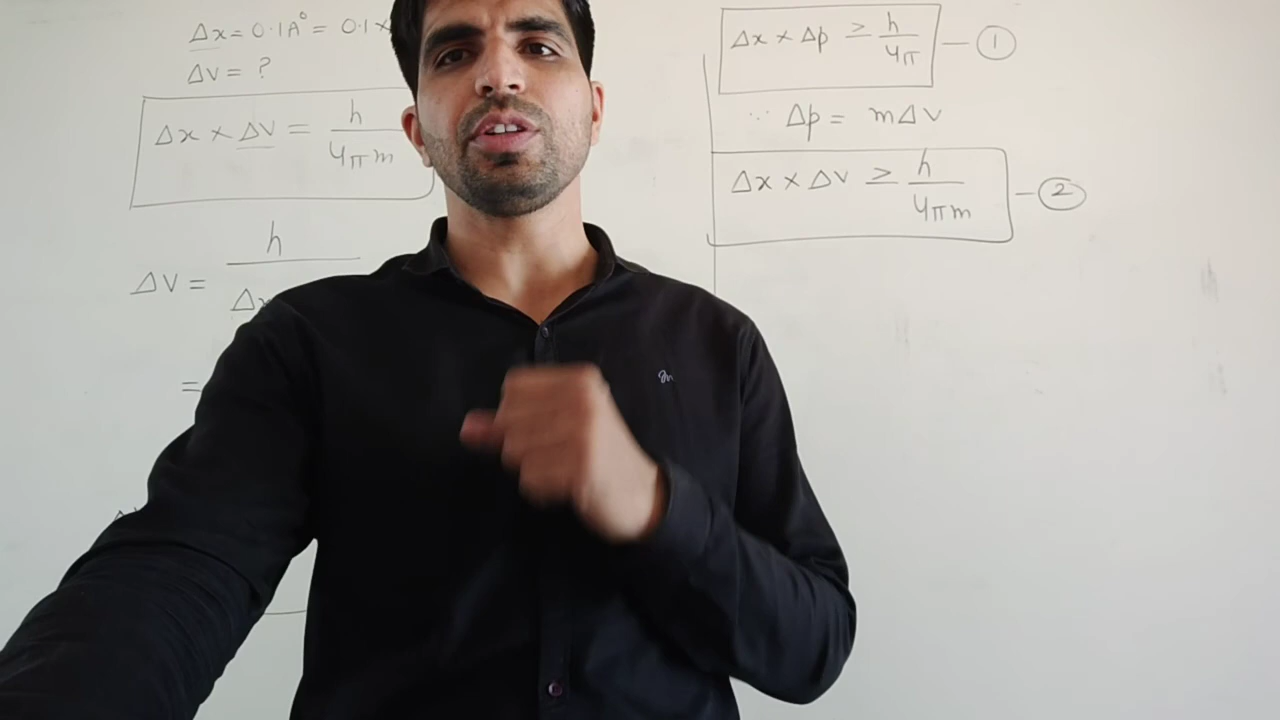 Δx = 0.1A° = 0.1 x
Δv = ?
Δx × Δv = h / 4πm
Δv = h / Δx
=
Δx × Δp ≥ h / 4π — ①
∵ Δp = mΔv
Δx × Δv ≥ h / 4πm — ②